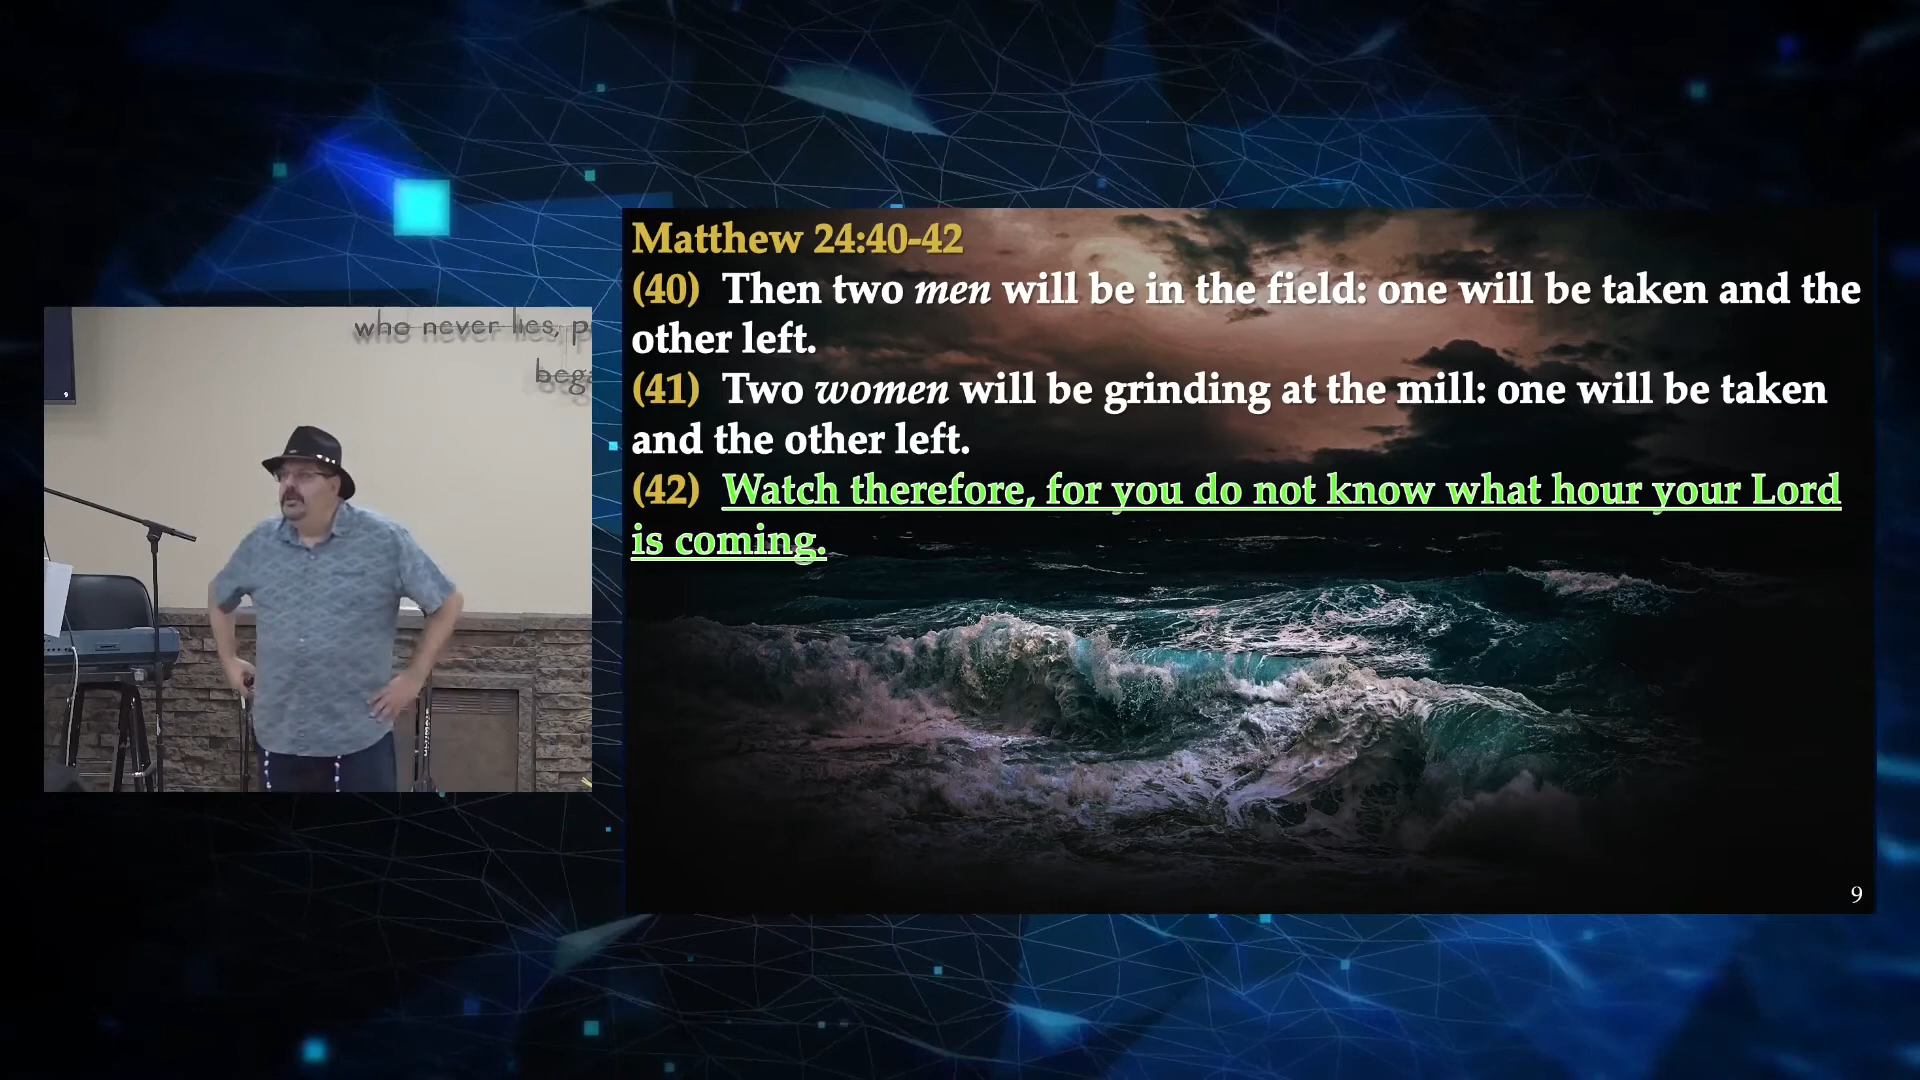 who never lies, p
bega
Matthew 24:40-42
(40) Then two men will be in the field: one will be taken and the
other left.
(41) Two women will be grinding at the mill: one will be taken
and the other left.
(42) Watch therefore, for you do not know what hour your Lord
is coming.
9